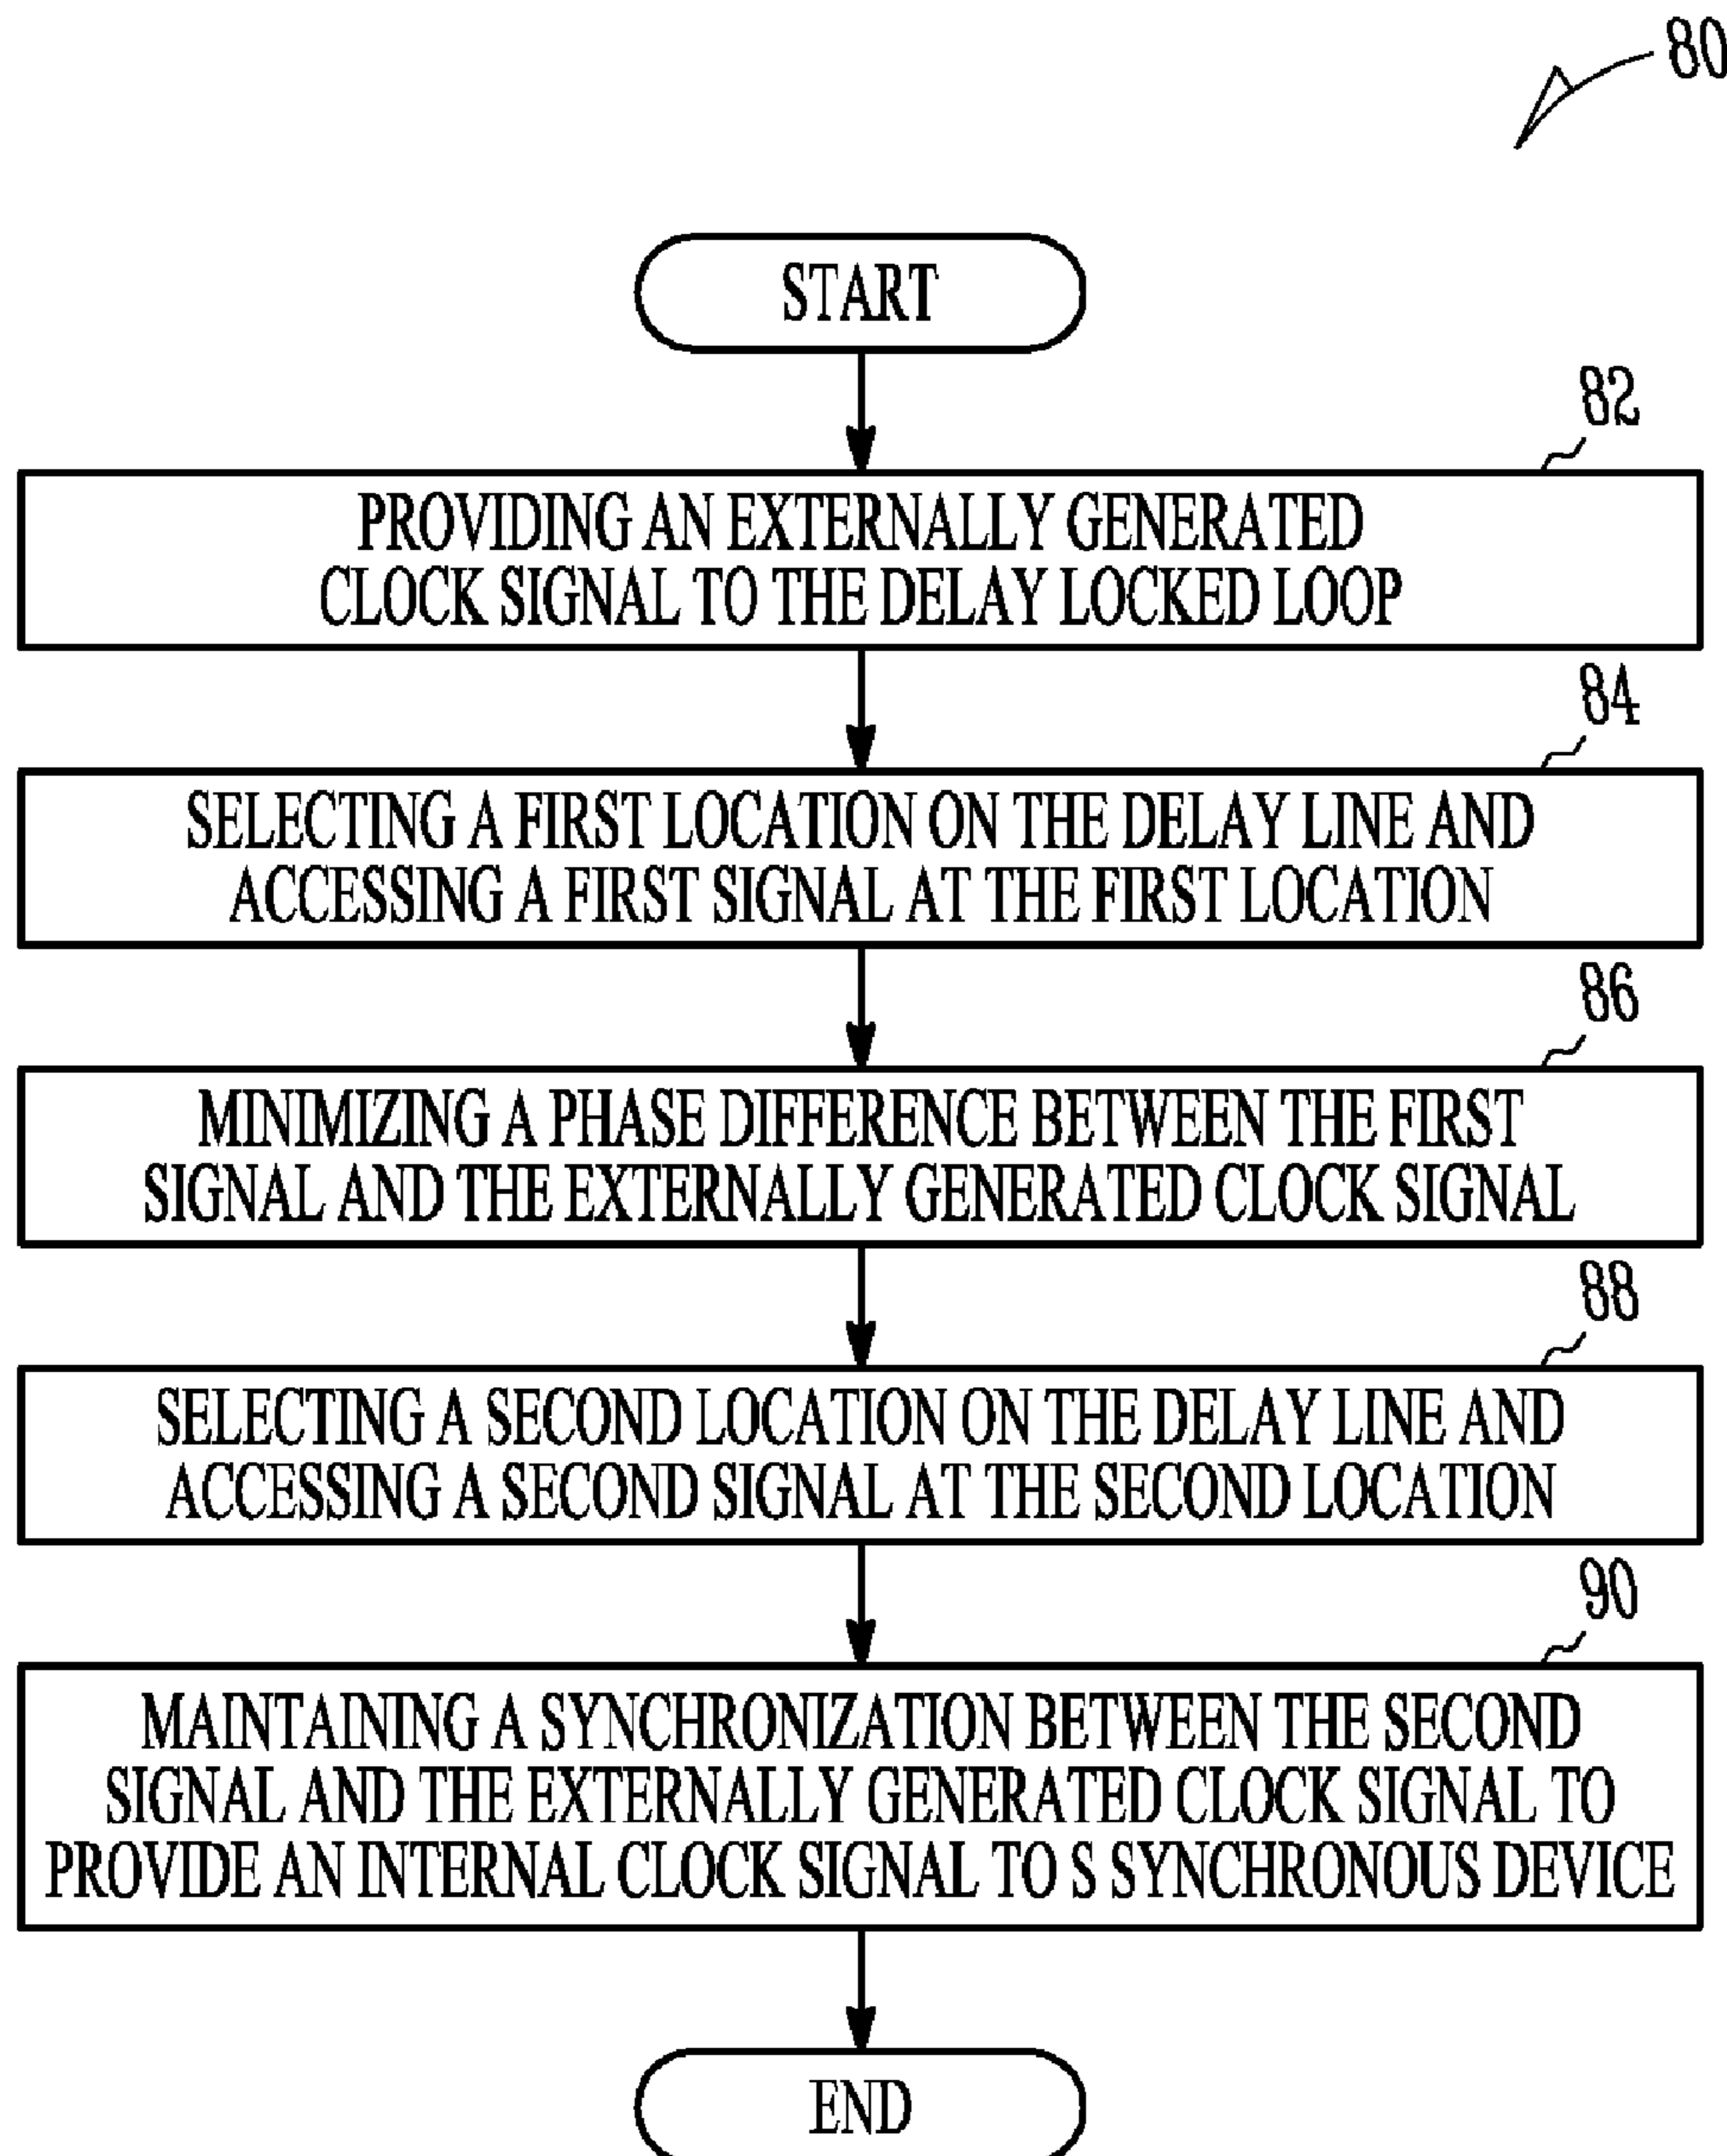 80
START
82
PROVIDING AN EXTERNALLY GENERATED
CLOCK SIGNAL TO THE DELAY LOCKED LOOP
84
SELECTING A FIRST LOCATION ON THE DELAY LINE AND
ACCESSING A FIRST SIGNAL AT THE FIRST LOCATION
86
MINIMIZING A PHASE DIFFERENCE BETWEEN THE FIRST
SIGNAL AND THE EXTERNALLY GENERATED CLOCK SIGNAL
88
SELECTING A SECOND LOCATION ON THE DELAY LINE AND
ACCESSING A SECOND SIGNAL AT THE SECOND LOCATION
90
MAINTAINING A SYNCHRONIZATION BETWEEN THE SECOND
SIGNAL AND THE EXTERNALLY GENERATED CLOCK SIGNAL TO
PROVIDE AN INTERNAL CLOCK SIGNAL TO S SYNCHRONOUS DEVICE
END